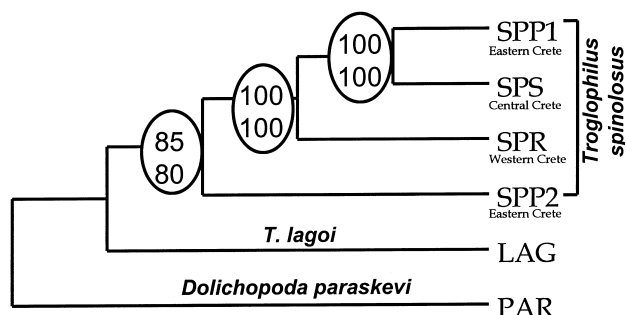 100
100
SPP1
Eastern Crete
SPS
Central Crete
100
100
SPR
Western Crete
85
80
SPP2
Eastern Crete
Troglophilus
spinolosus
T. lagoi
LAG
Dolichopoda paraskevi
PAR